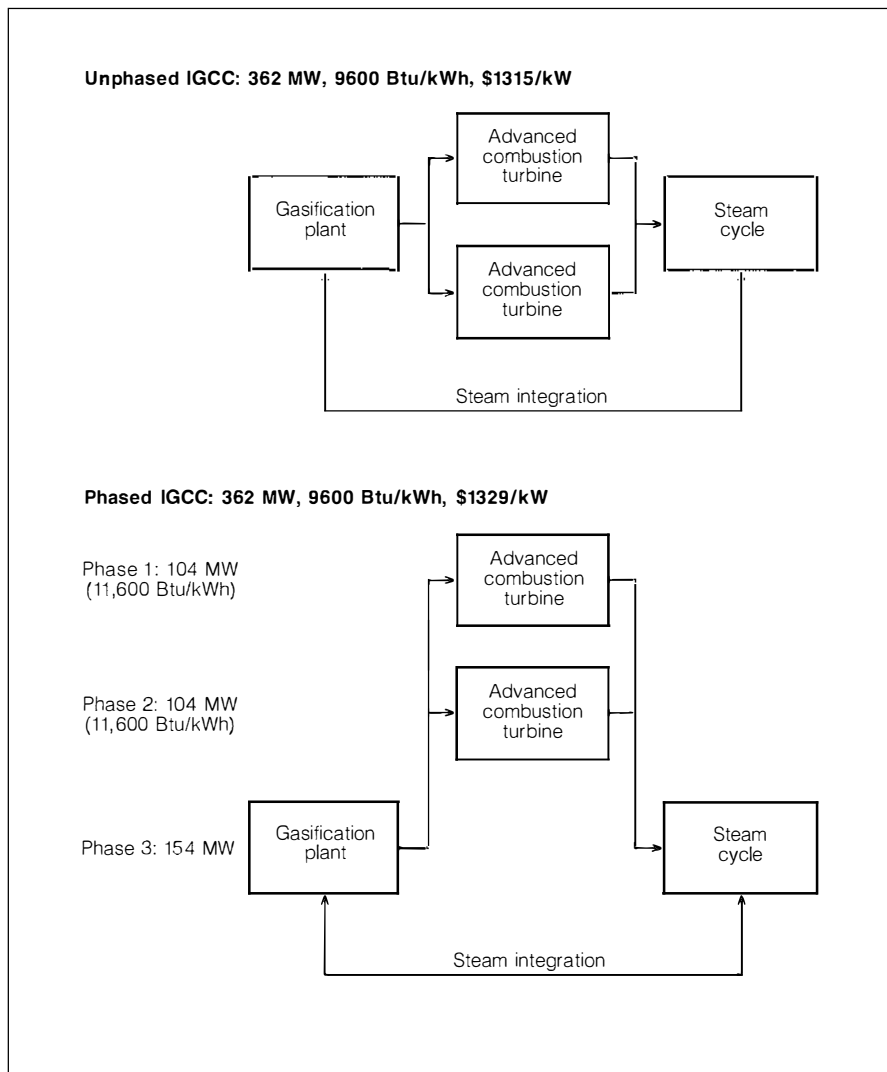 Unphased IGCC: 362 MW, 9600 Btu/kWh, $1315/kW
Advanced
combustion
turbine
Gasification
plant
Steam
cycle
Advanced
combustion
turbine
Steam integration
Phased IGCC: 362 MW, 9600 Btu/kWh, $1329/kW
Phase 1: 104 MW
(11,600 Btu/kWh)
Advanced
combustion
turbine
Phase 2: 104 MW
(11,600 Btu/kWh)
Advanced
combustion
turbine
Phase 3: 154 MW
Gasification
plant
Steam
cycle
Steam integration